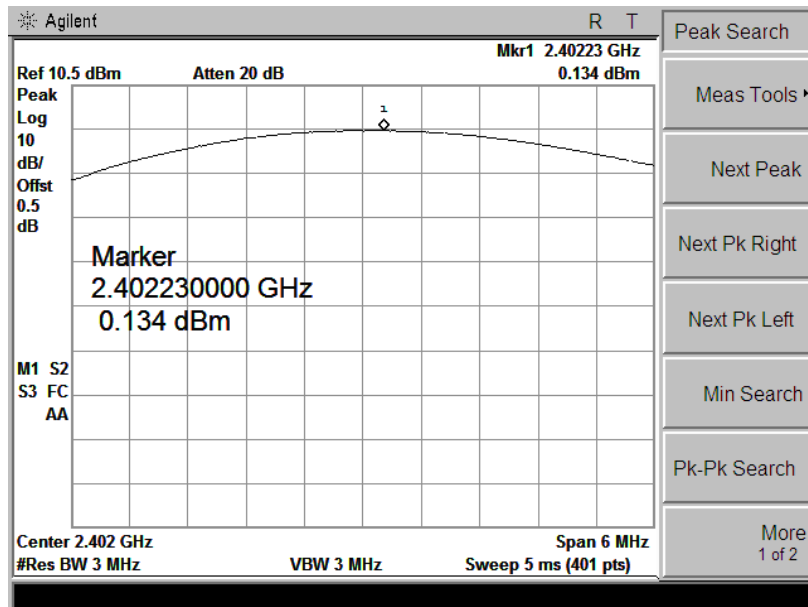 Agilent R T
Mkr1 2.40223 GHz
Ref 10.5 dBm Atten 20 dB 0.134 dBm
Peak
Log
10
dB/
Offst
0.5
dB
1
Marker
2.402230000 GHz
0.134 dBm
M1 S2
S3 FC
AA
Center 2.402 GHz Span 6 MHz
#Res BW 3 MHz VBW 3 MHz Sweep 5 ms (401 pts)
Peak Search
Meas Tools
Next Peak
Next Pk Right
Next Pk Left
Min Search
Pk-Pk Search
More
1 of 2